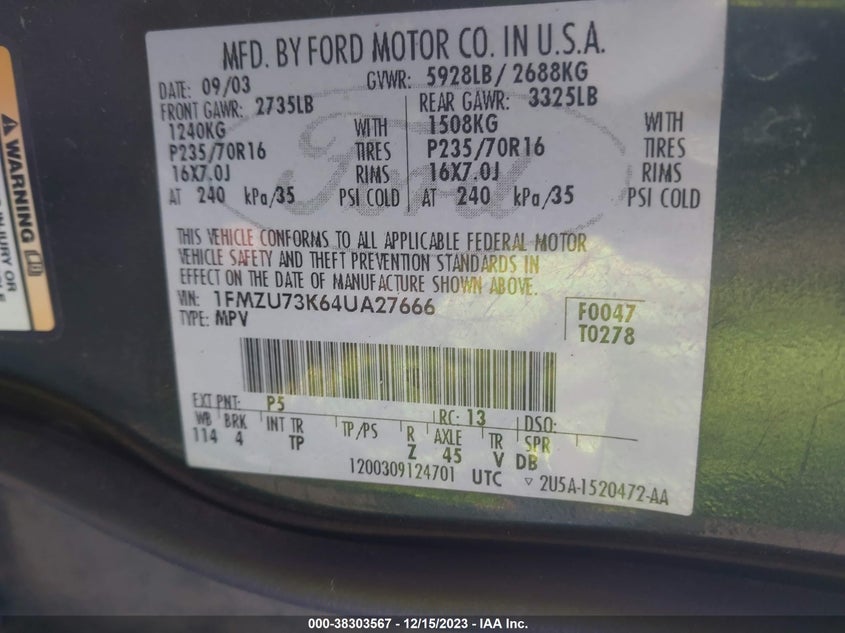 MFD. BY FORD MOTOR CO. IN U.S.A.
DATE: 09/03 GVWR: 5928LB/ 2688KG
FRONT GAWR: 2735LB REAR GAWR: 3325LB
1240KG WITH 1508KG WITH
P235/70R16 TIRES P235/70R16 TIRES
16X7.0J RIMS 16X7.0J RIMS
AT 240 kPa/35 PSI COLD AT 240 kPa/35 PSI COLD
Ford
THIS VEHICLE CONFORMS TO ALL APPLICABLE FEDERAL MOTOR
VEHICLE SAFETY AND THEFT PREVENTION STANDARDS IN
EFFECT ON THE DATE OF MANUFACTURE SHOWN ABOVE.
VIN: 1FMZU73K64UA27666 F0047
TYPE: MPV T0278
EXT PNT: P5 RC: 13 DSO:
WB BRK INT TR TP/PS R AXLE TR SPR
114 4 TP Z 45 V DB
1200309124701 UTC ▽ 2U5A-1520472-AA
WARNING
INJURY OR
000-38303567 - 12/15/2023 - IAA Inc.